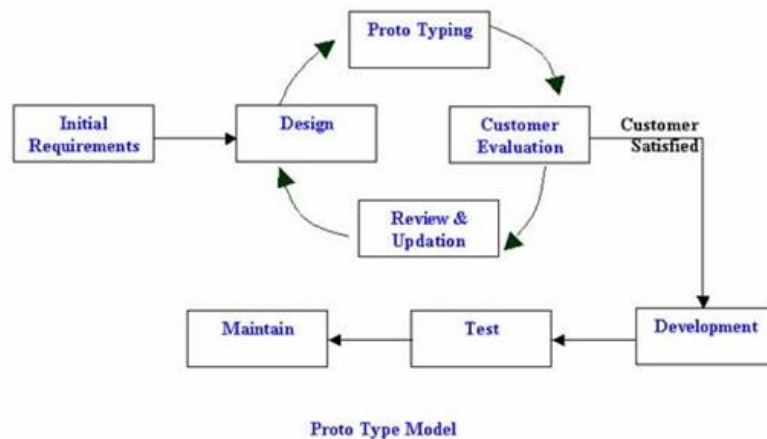 Proto Typing
Initial
Requirements
Design
Customer
Evaluation
Customer
Satisfied
Review &
Updation
Maintain
Test
Development
Proto Type Model